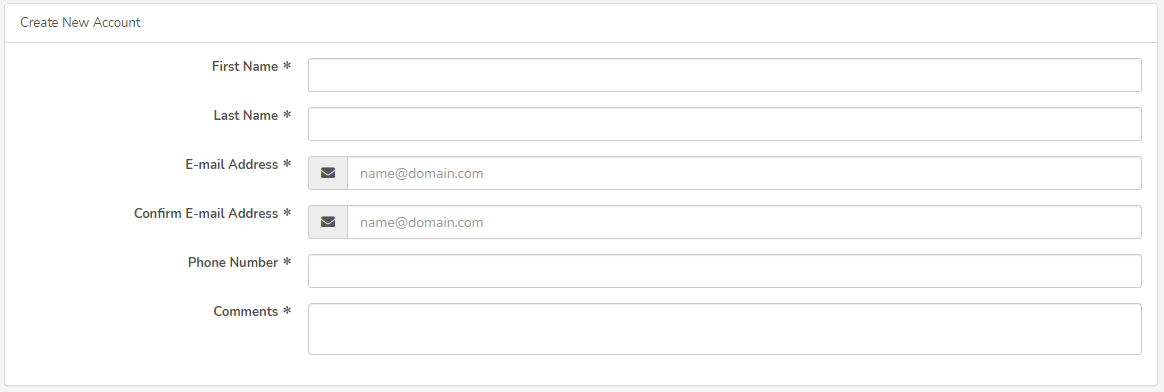 Create New Account
First Name *
Last Name *
E-mail Address *
name@domain.com
Confirm E-mail Address *
name@domain.com
Phone Number *
Comments *